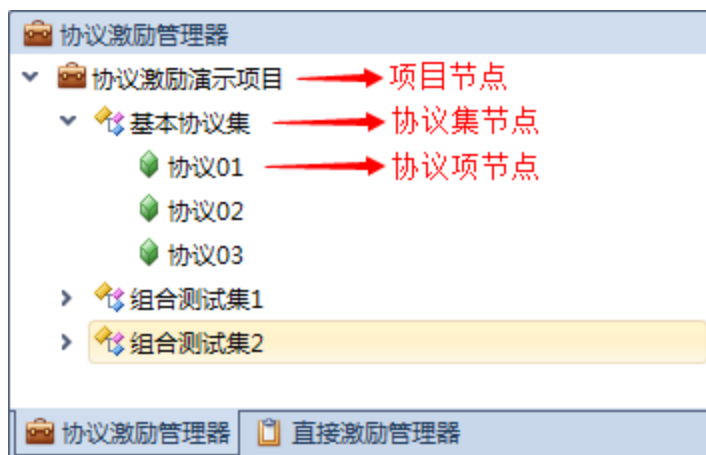 协议激励管理器
协议激励演示项目 项目节点
基本协议集 协议集节点
协议01 协议项节点
协议02
协议03
组合测试集1
组合测试集2
协议激励管理器 直接激励管理器